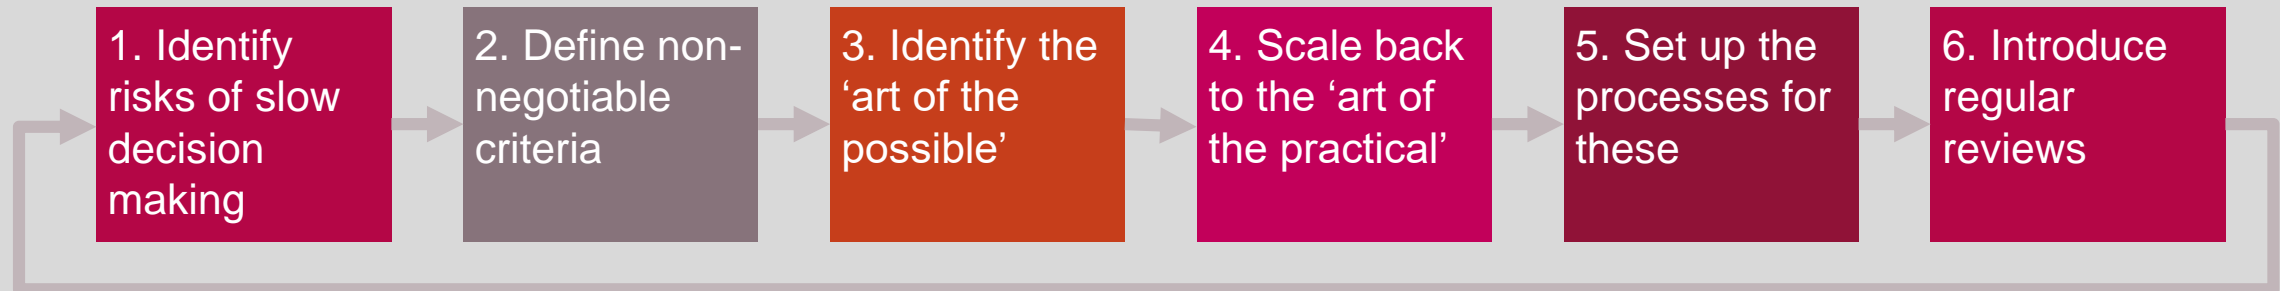 1. Identify
risks of slow
decision
making
2. Define non-
negotiable
criteria
3. Identify the
‘art of the
possible’
4. Scale back
to the ‘art of
the practical’
5. Set up the
processes for
these
6. Introduce
regular
reviews